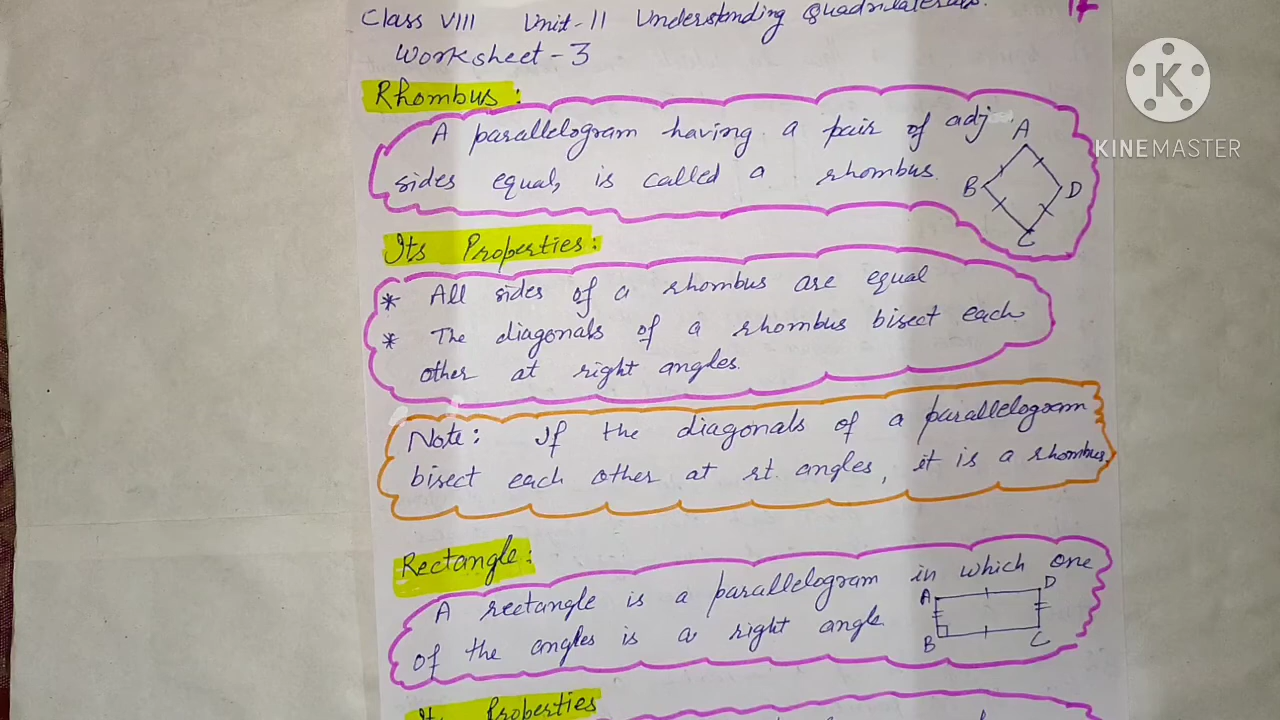 Class VIII Unit-11 Understanding Quadrilaterals.
Worksheet-3
Rhombus:
A parallelogram having a pair of adj
sides equal, is called a rhombus.
A
B
D
C
Its Properties:
* All sides of a rhombus are equal
* The diagonals of a rhombus bisect each
other at right angles.
Note: If the diagonals of a parallelogram
bisect each other at rt. angles, it is a rhombus.
Rectangle:
A rectangle is a parallelogram in which one
of the angles is a right angle.
A
D
B
C
Its Properties
K
KINEMASTER